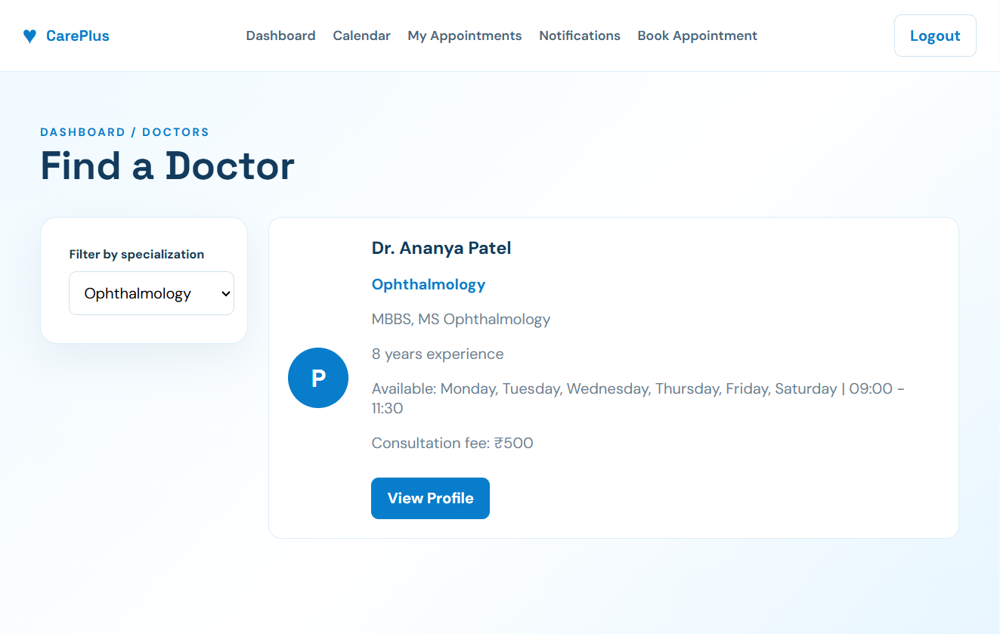 ♥ CarePlus
Dashboard Calendar My Appointments Notifications Book Appointment
Logout
DASHBOARD / DOCTORS
Find a Doctor
Filter by specialization
Ophthalmology
P
Dr. Ananya Patel
Ophthalmology
MBBS, MS Ophthalmology
8 years experience
Available: Monday, Tuesday, Wednesday, Thursday, Friday, Saturday | 09:00 -
11:30
Consultation fee: ₹500
View Profile